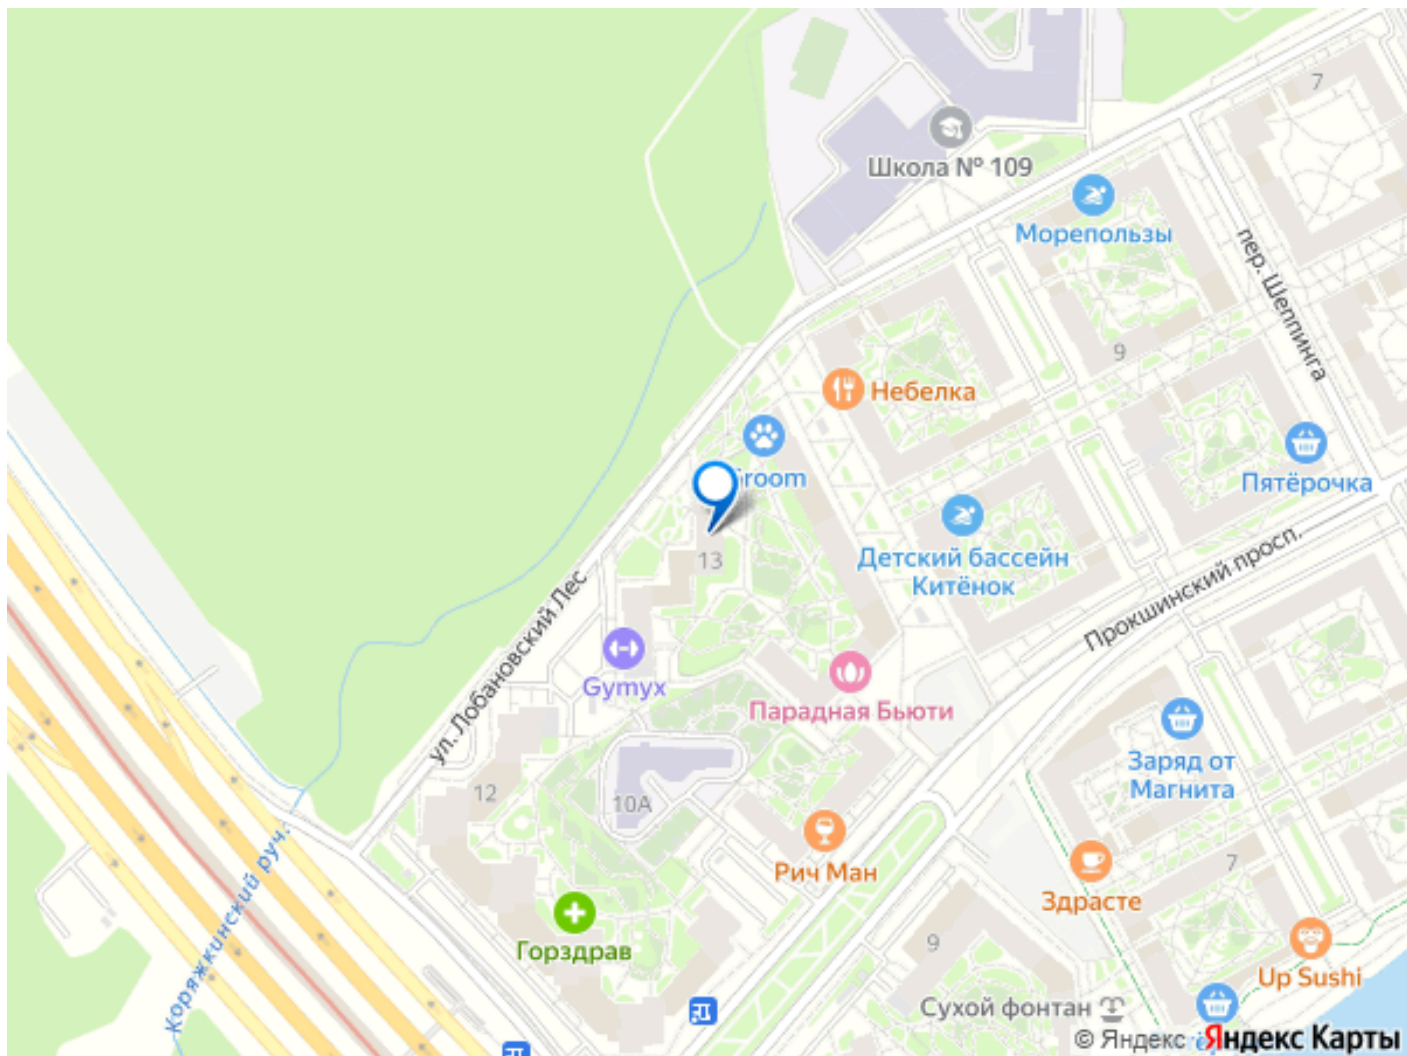 7
Школа № 109
Морепользы
пер. Шеппинга
9
Небелка
Groom
Пятёрочка
13
Детский бассейн
Китёнок
Прокшинский просп.
ул. Лобановский Лес
Gymyx
Парадная Бьюти
Заряд от
Магнита
12
10А
Рич Ман
7
Здрасте
Коряжкинский руч.
Горздрав
9
Up Sushi
Сухой фонтан
© Яндекс
Яндекс Карты